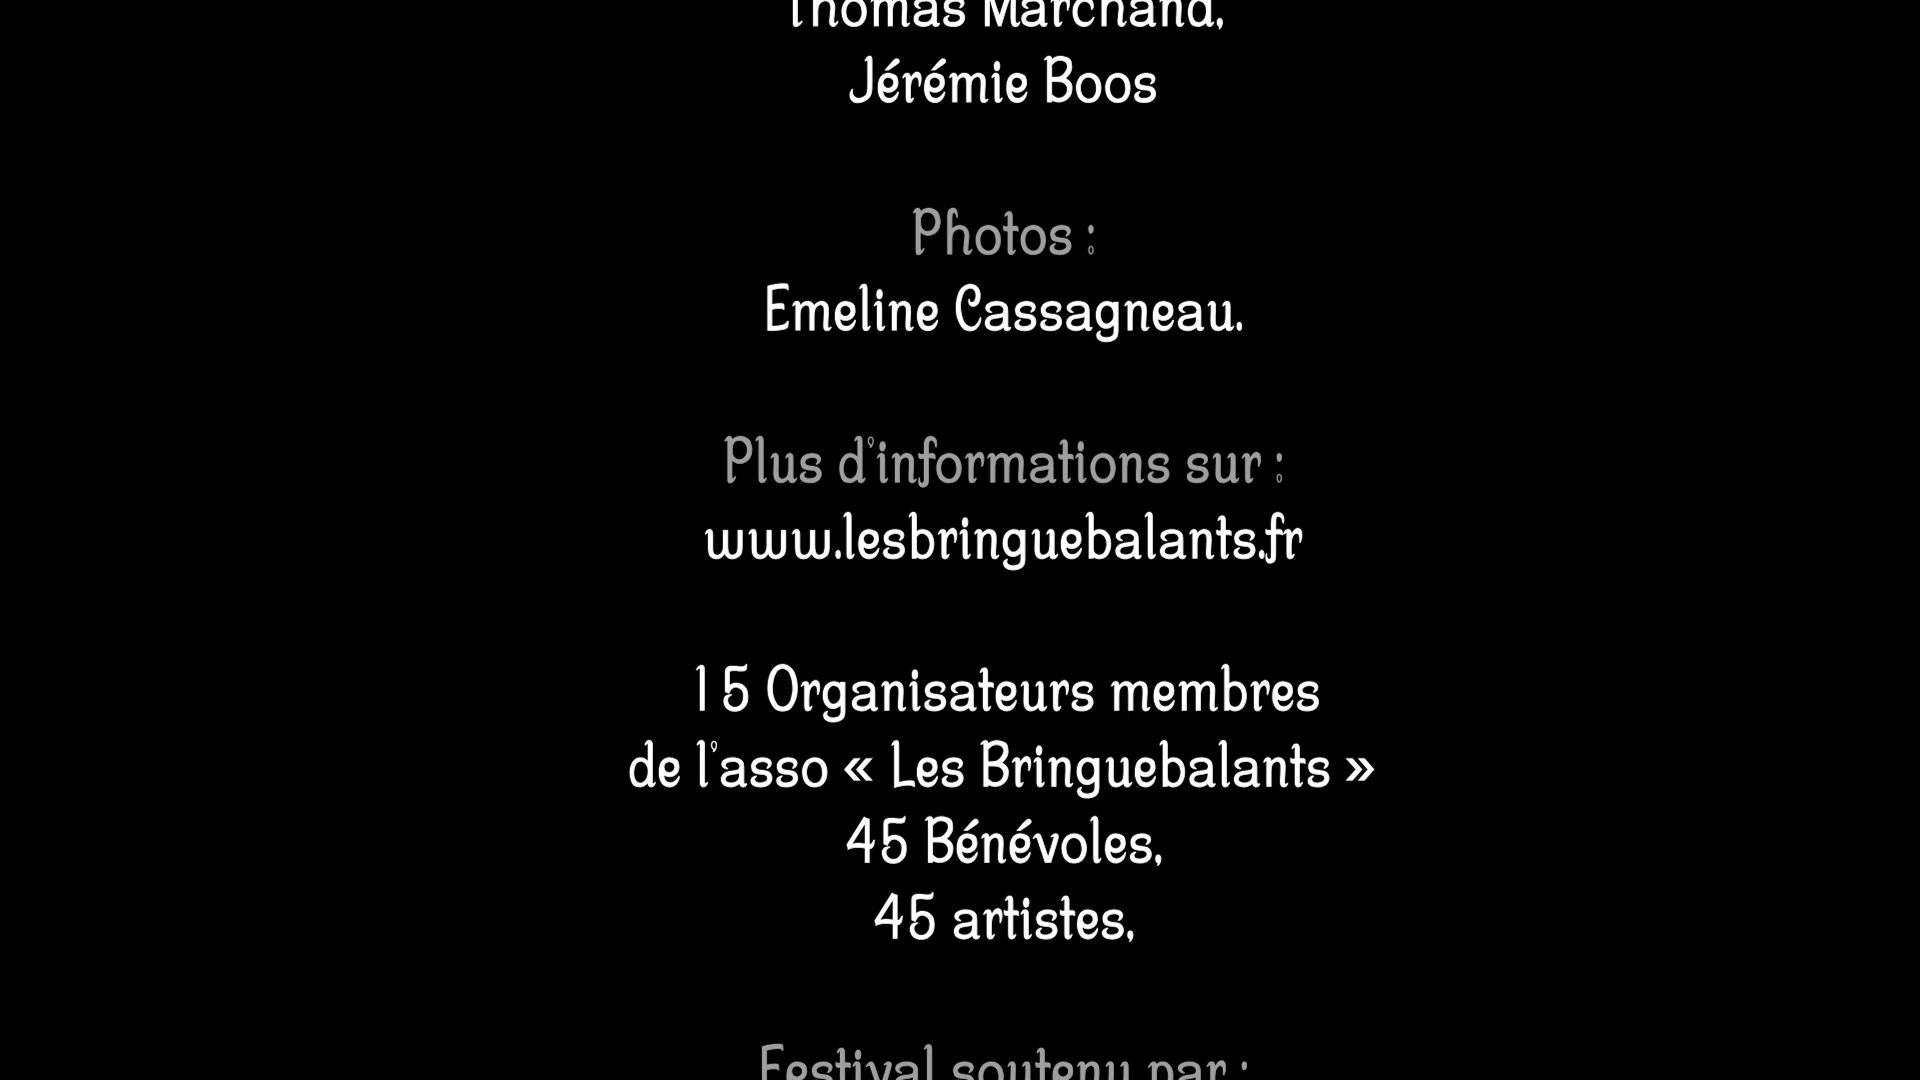 Thomas Marchand,
Jérémie Boos
Photos :
Emeline Cassagneau.
Plus d'informations sur :
www.lesbringuebalants.fr
15 Organisateurs membres
de l'asso « Les Bringuebalants »
45 Bénévoles,
45 artistes,
Festival soutenu par :